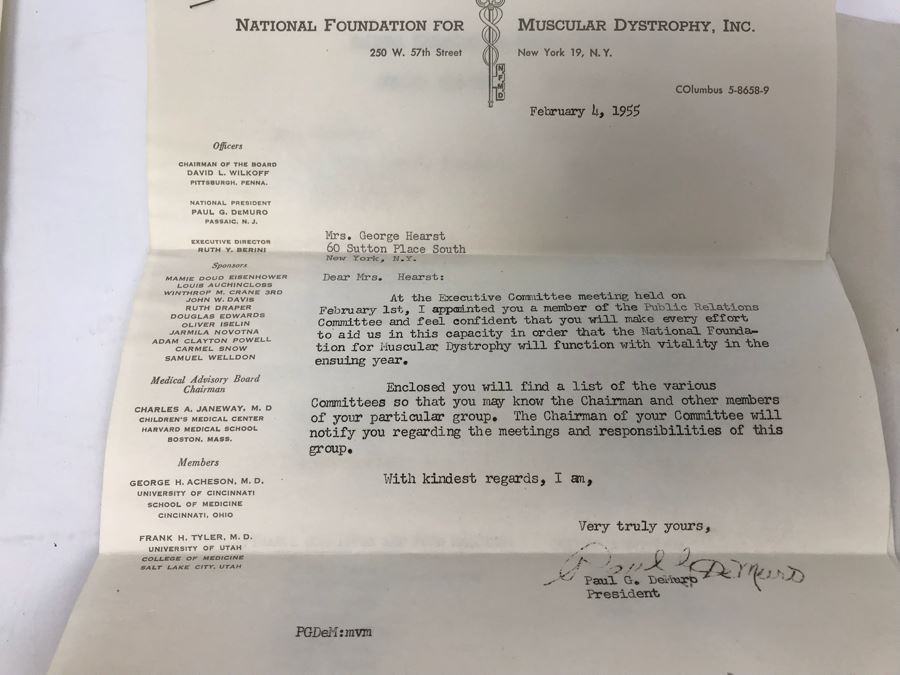 NATIONAL FOUNDATION FOR MUSCULAR DYSTROPHY, INC.
250 W. 57th Street New York 19, N.Y.
NFMD
COlumbus 5-8658-9
February 4, 1955
Officers
CHAIRMAN OF THE BOARD
DAVID L. WILKOFF
PITTSBURGH, PENNA.
NATIONAL PRESIDENT
PAUL G. DeMURO
PASSAIC, N. J.
EXECUTIVE DIRECTOR
RUTH Y. BERINI
Sponsors
MAMIE DOUD EISENHOWER
LOUIS AUCHINCLOSS
WINTHROP M. CRANE 3RD
JOHN W. DAVIS
RUTH DRAPER
DOUGLAS EDWARDS
OLIVER ISELIN
JARMILA NOVOTNA
ADAM CLAYTON POWELL
CARMEL SNOW
SAMUEL WELLDON
Medical Advisory Board
Chairman
CHARLES A. JANEWAY, M. D
CHILDREN'S MEDICAL CENTER
HARVARD MEDICAL SCHOOL
BOSTON, MASS.
Members
GEORGE H. ACHESON, M. D.
UNIVERSITY OF CINCINNATI
SCHOOL OF MEDICINE
CINCINNATI, OHIO
FRANK H. TYLER, M. D.
UNIVERSITY OF UTAH
COLLEGE OF MEDICINE
SALT LAKE CITY, UTAH
Mrs. George Hearst
60 Sutton Place South
New York, N.Y.
Dear Mrs. Hearst:
At the Executive Committee meeting held on
February 1st, I appointed you a member of the Public Relations
Committee and feel confident that you will make every effort
to aid us in this capacity in order that the National Founda-
tion for Muscular Dystrophy will function with vitality in the
ensuing year.
Enclosed you will find a list of the various
Committees so that you may know the Chairman and other members
of your particular group. The Chairman of your Committee will
notify you regarding the meetings and responsibilities of this
group.
With kindest regards, I am,
Very truly yours,
Paul G DeMuro
Paul G. DeMuro
President
PGDeM:mvm